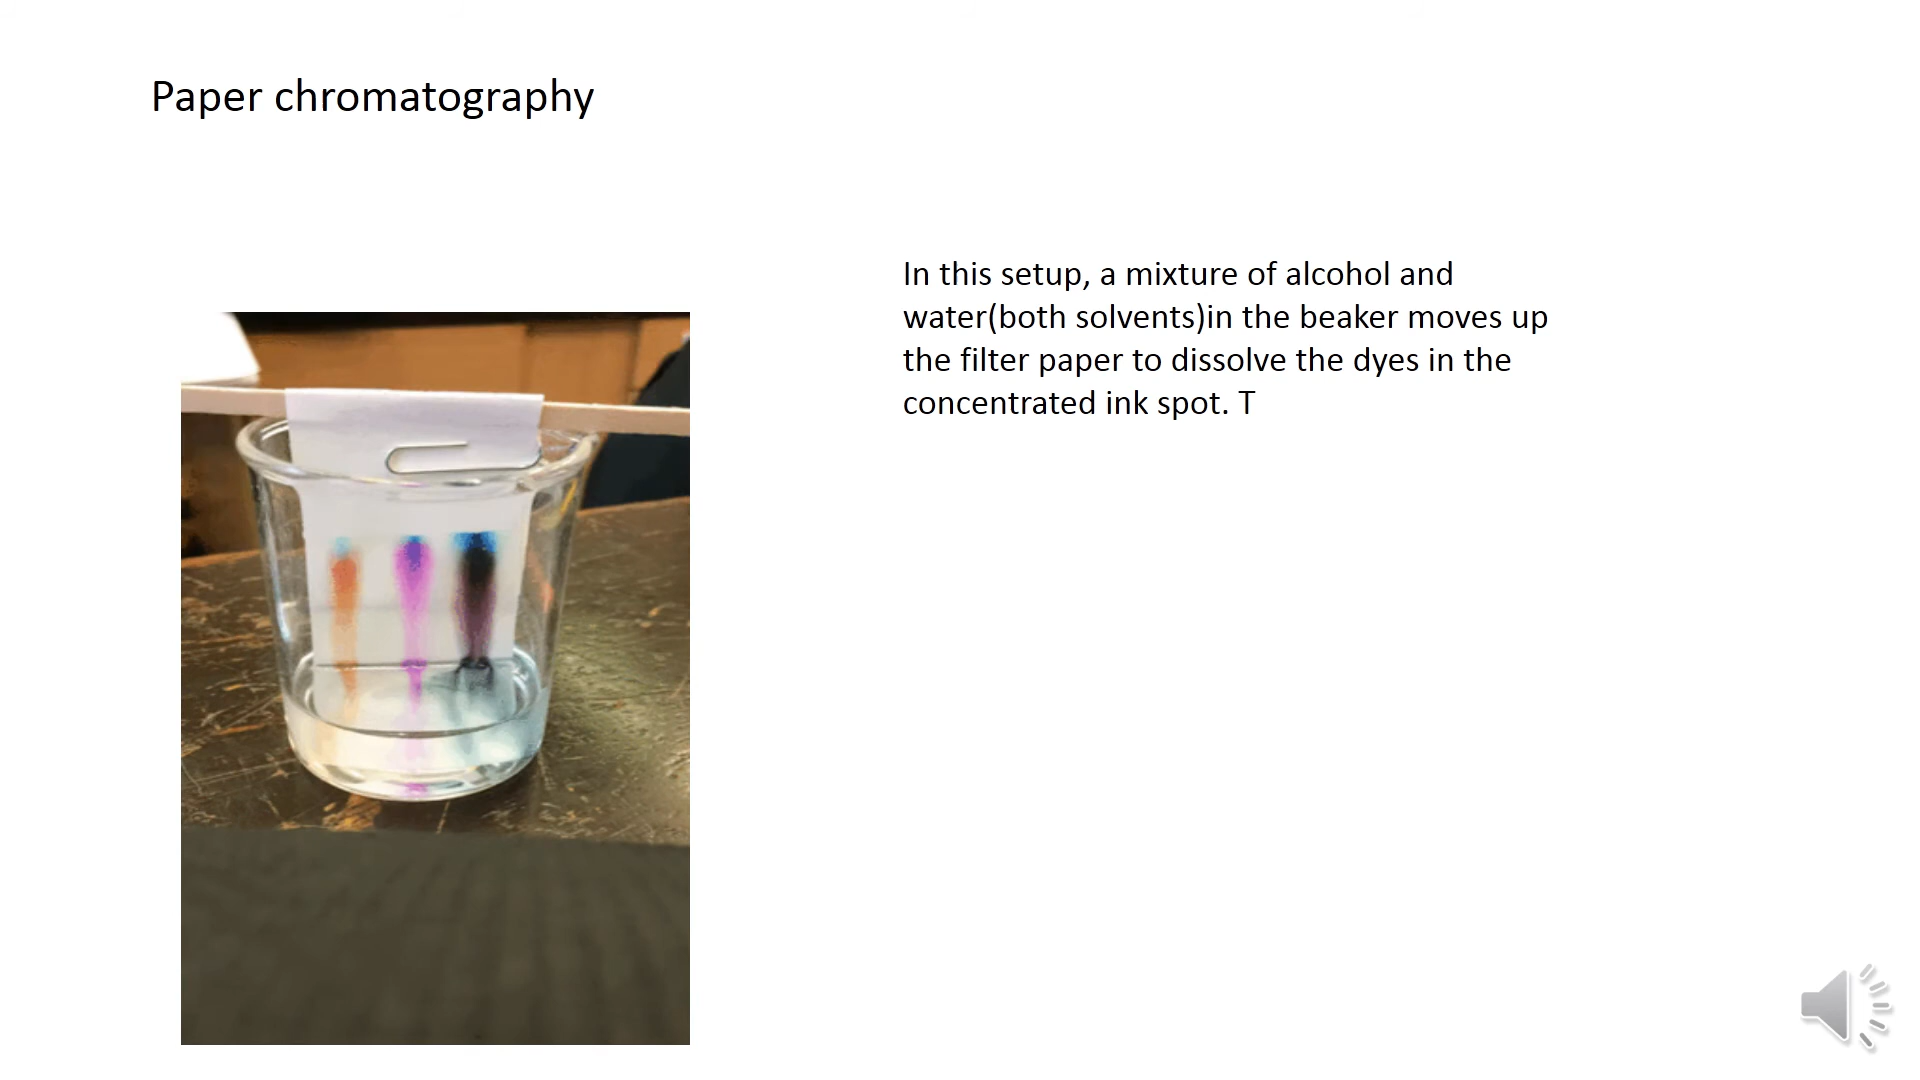 Paper chromatography
In this setup, a mixture of alcohol and
water(both solvents)in the beaker moves up
the filter paper to dissolve the dyes in the
concentrated ink spot. T